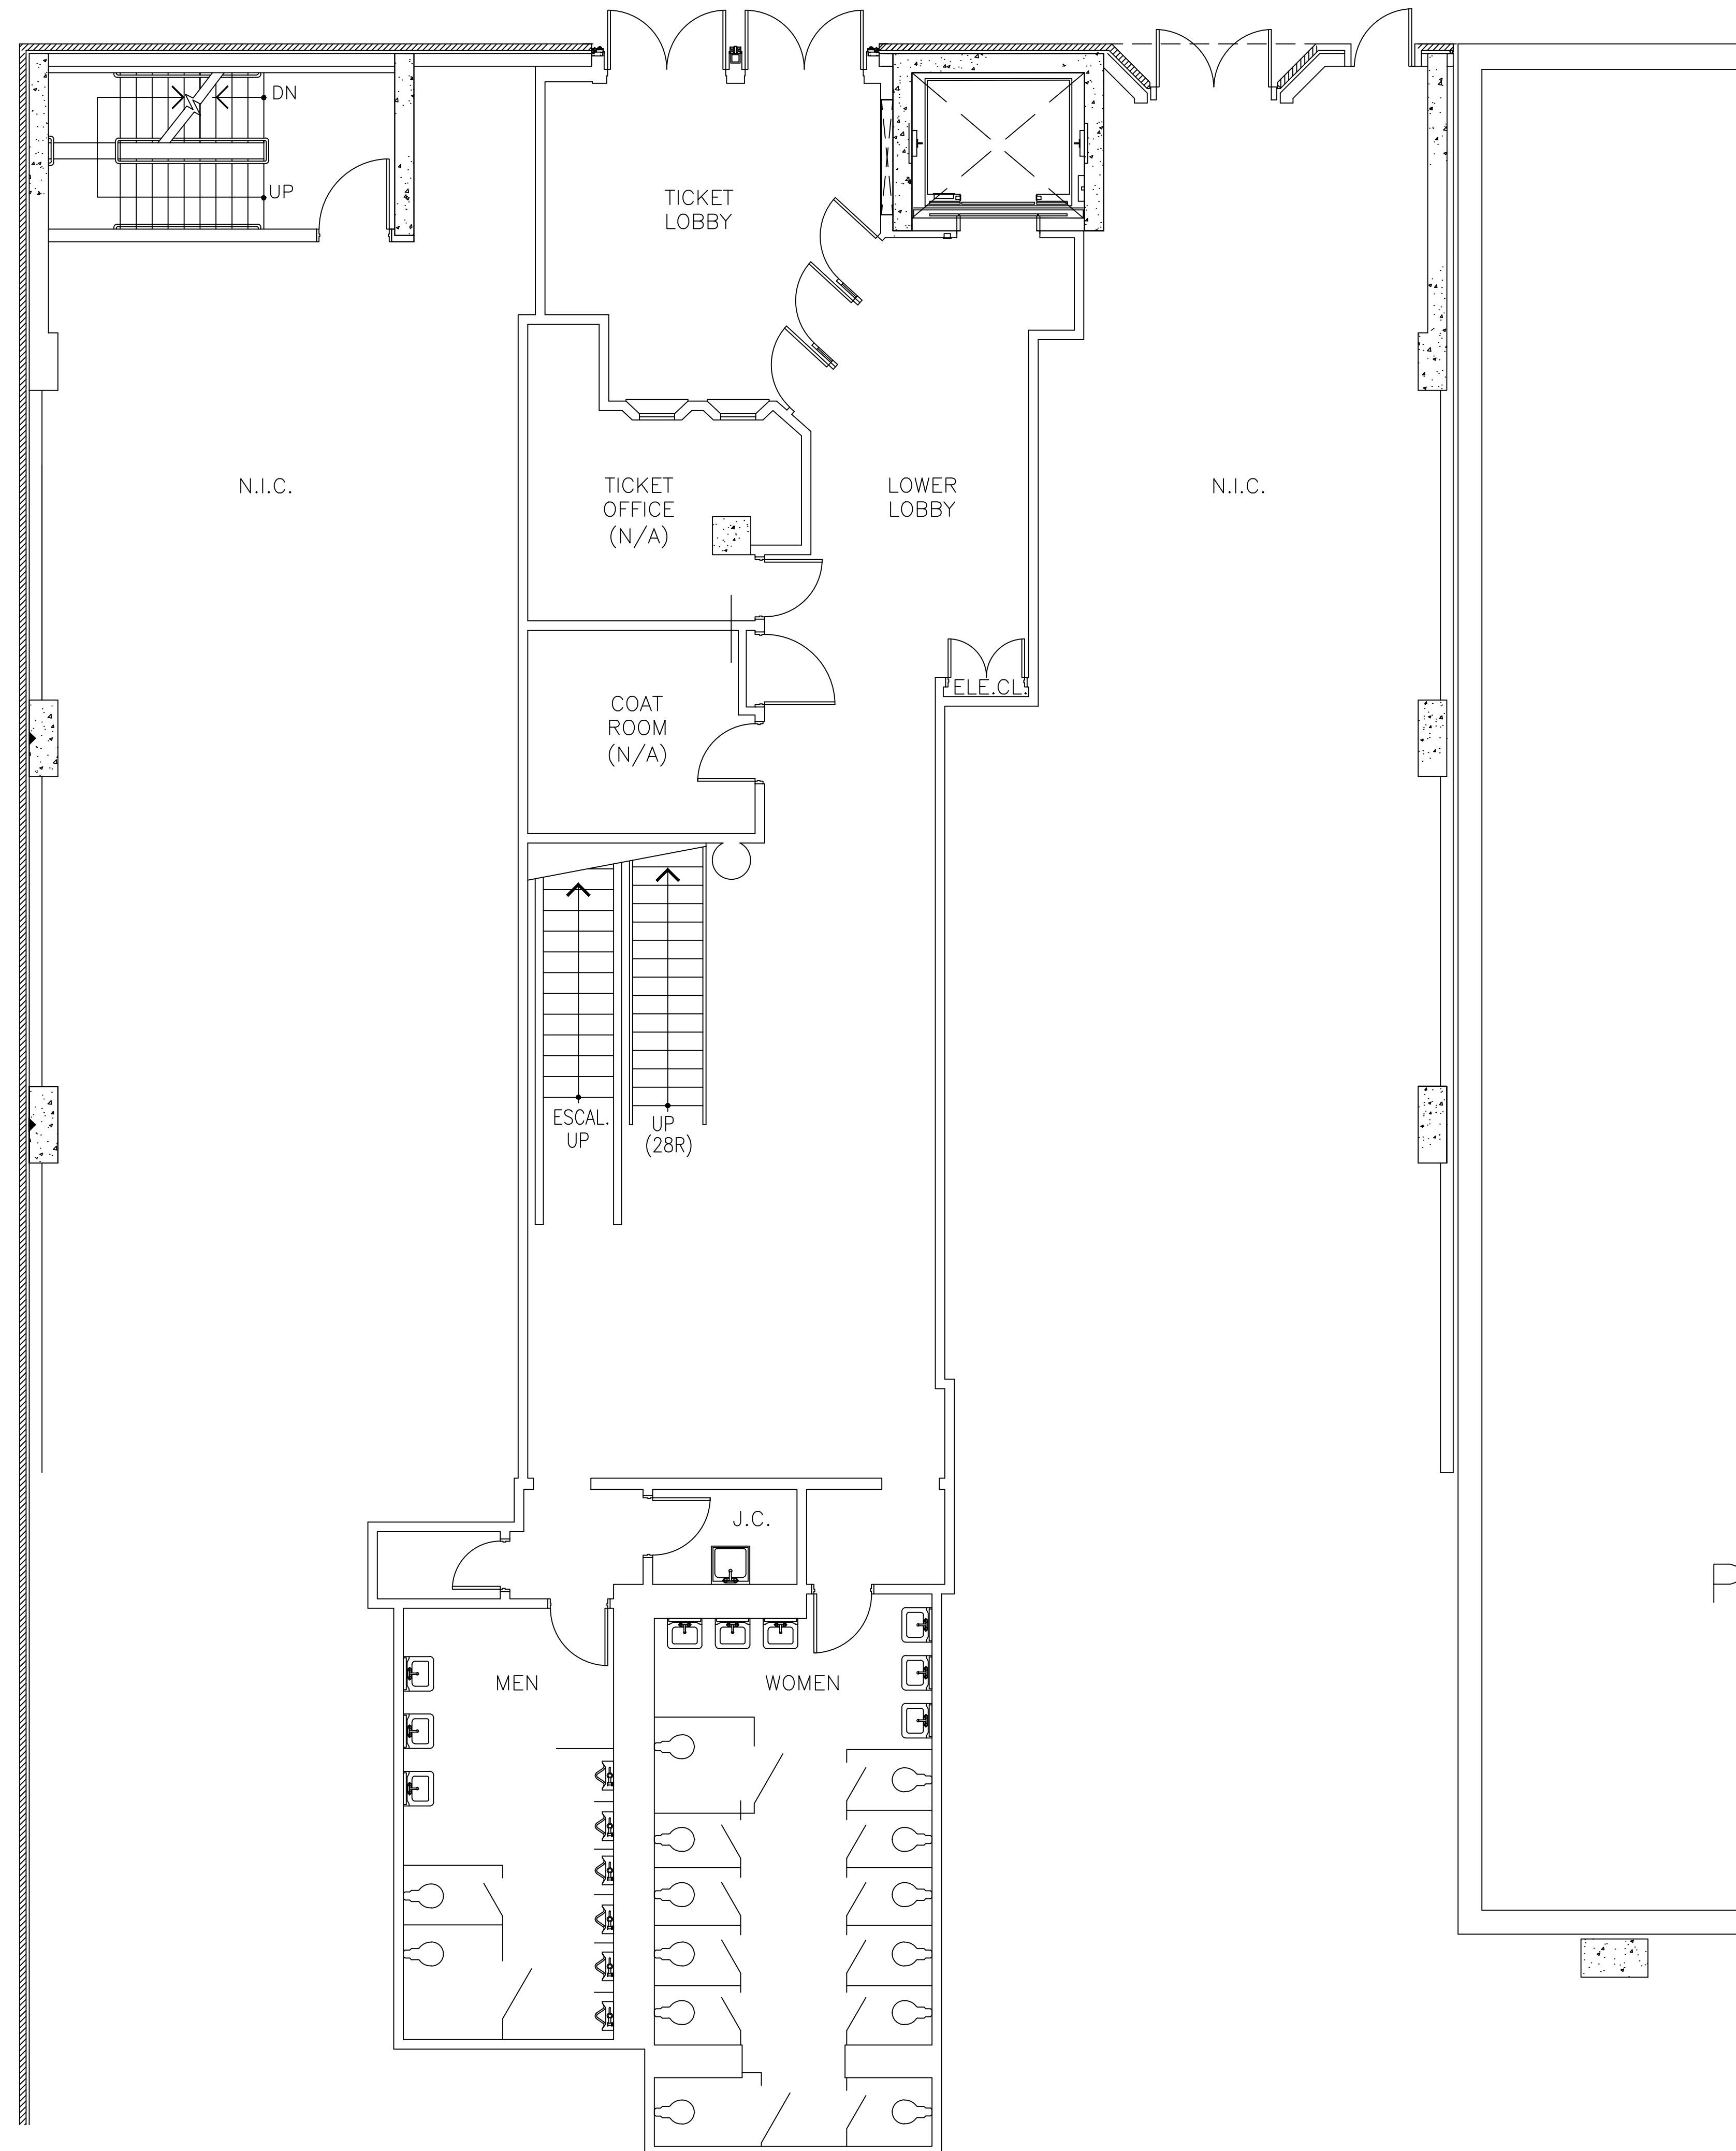 DN
UP
TICKET
LOBBY
N.I.C.
TICKET
OFFICE
(N/A)
LOWER
LOBBY
N.I.C.
ELE.CL.
COAT
ROOM
(N/A)
ESCAL.
UP
UP
(28R)
J.C.
MEN
WOMEN